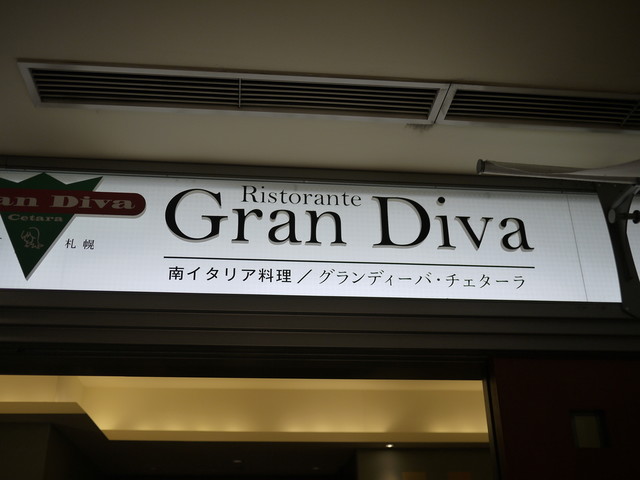 an Diva
Cetara
札幌
Ristorante
Gran Diva
南イタリア料理／グランディーバ・チェターラ